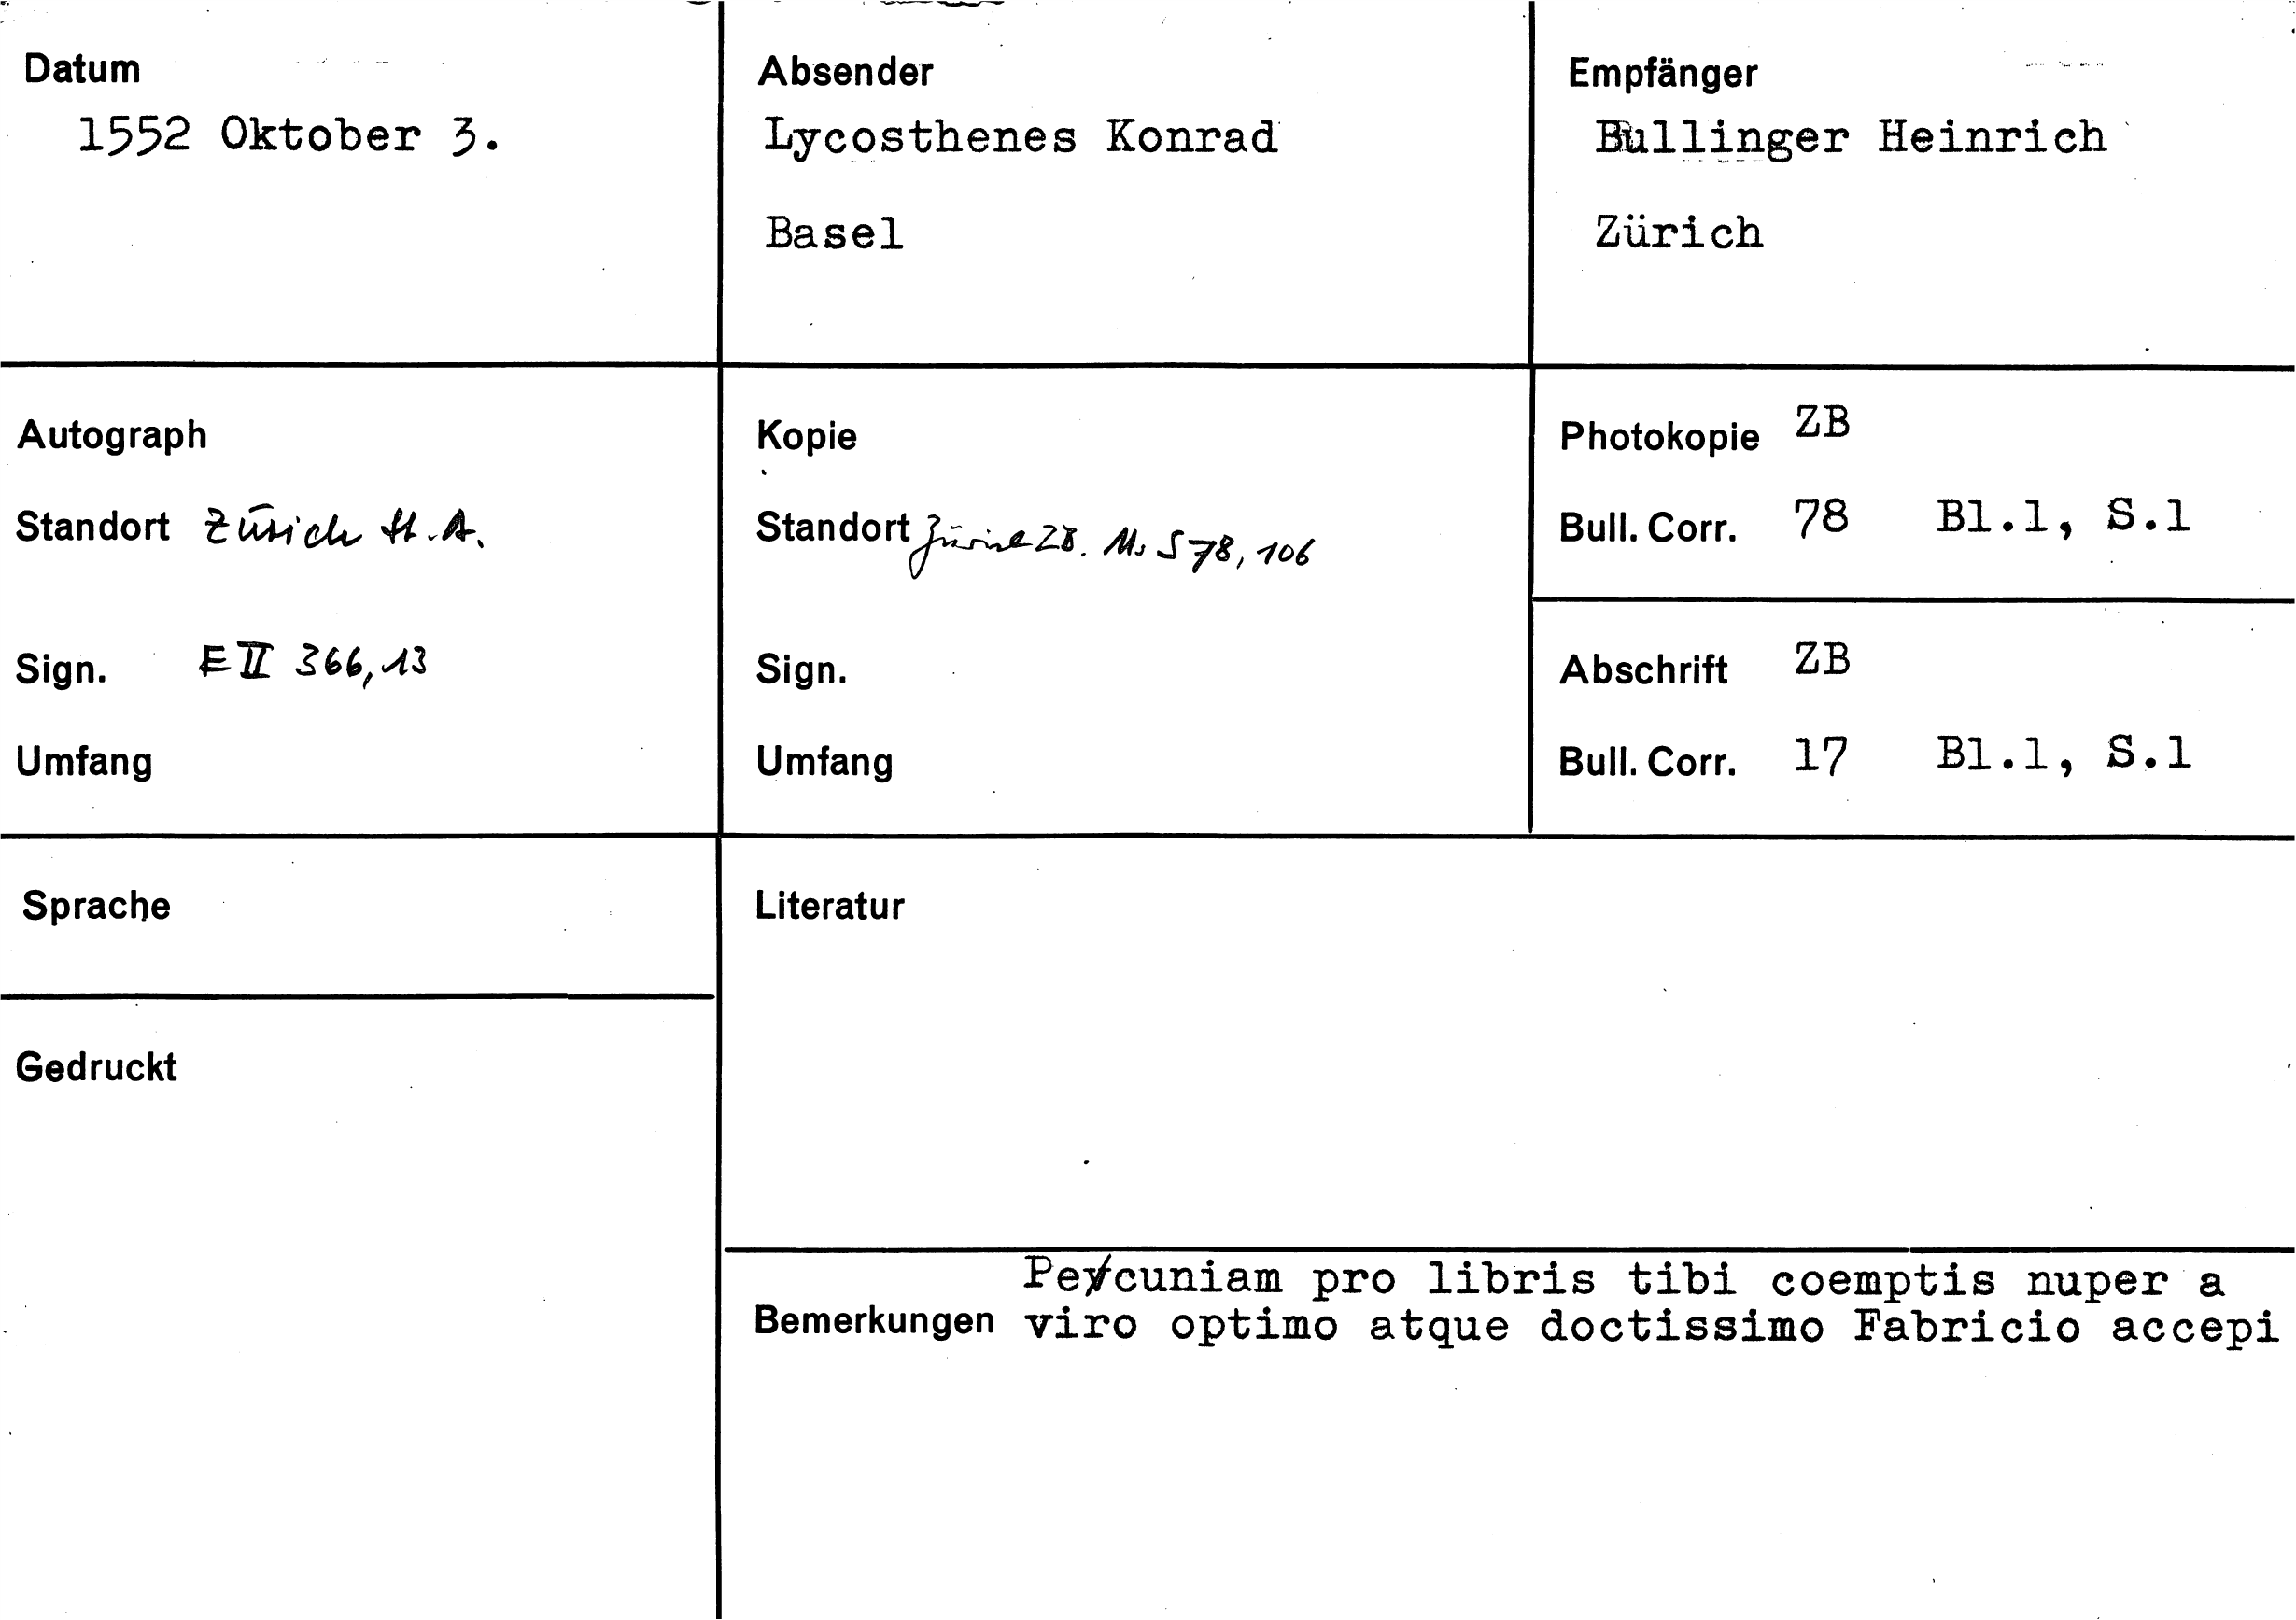 Datum
1552 Oktober 3.
Absender
Lycosthenes Konrad
Basel
Empfänger
Bullinger Heinrich
Zürich
Autograph
Standort Zürich St.A.
Sign. E II 366,13
Umfang
Kopie
Standort Zürich ZB. Ms S 78, 106
Sign.
Umfang
Photokopie ZB
Bull. Corr. 78 Bl.1, S.1
Abschrift ZB
Bull. Corr. 17 Bl.1, S.1
Sprache
Gedruckt
Literatur
Bemerkungen
Pecuniam pro libris tibi coemptis nuper a
viro optimo atque doctissimo Fabricio accepi